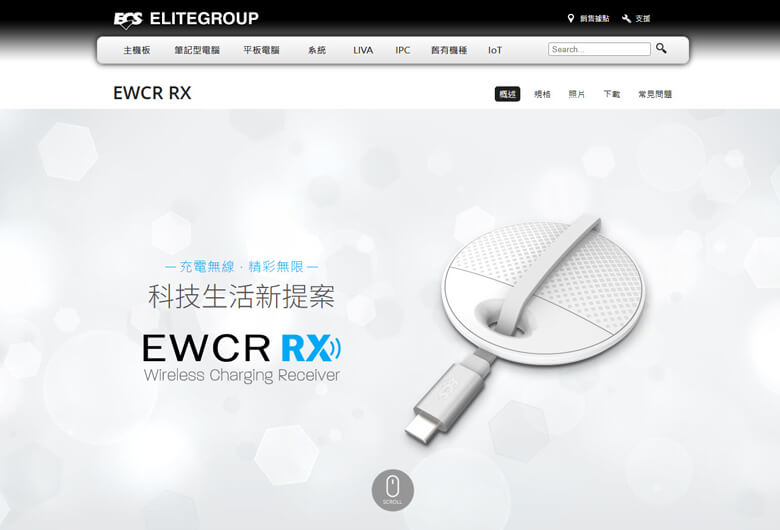 ECS ELITEGROUP
銷售據點 支援
主機板 筆記型電腦 平板電腦 系統 LIVA IPC 舊有機種 IoT Search...
EWCR RX 概述 規格 照片 下載 常見問題
充電無線．精彩無限
科技生活新提案
EWCR RX
Wireless Charging Receiver
ECS
SCROLL